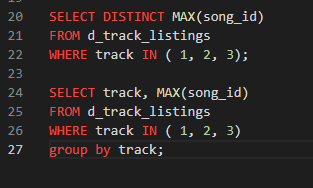 20 SELECT DISTINCT MAX(song_id)
21 FROM d_track_listings
22 WHERE track IN ( 1, 2, 3);
23
24 SELECT track, MAX(song_id)
25 FROM d_track_listings
26 WHERE track IN ( 1, 2, 3)
27 group by track;